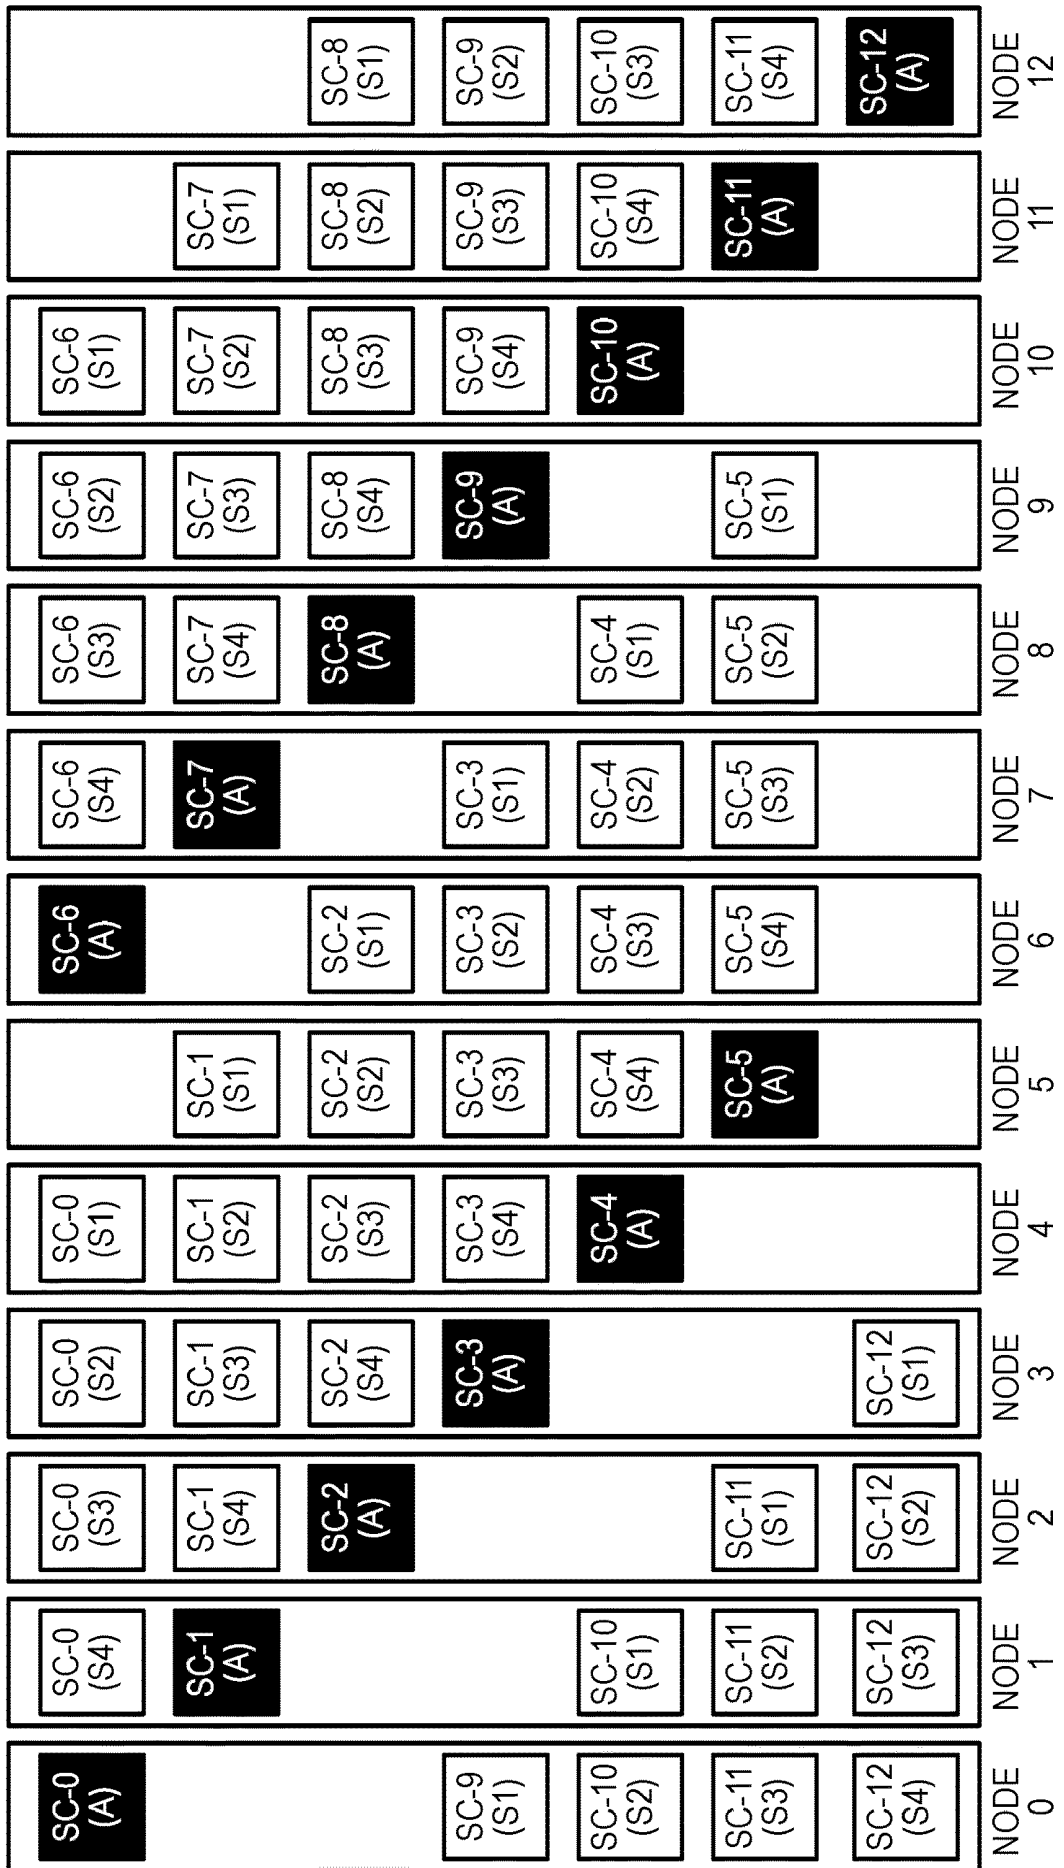 SC-0
(A)
SC-9
(S1)
SC-10
(S2)
SC-11
(S3)
SC-12
(S4)
NODE
0
SC-0
(S4)
SC-1
(A)
SC-10
(S1)
SC-11
(S2)
SC-12
(S3)
NODE
1
SC-0
(S3)
SC-1
(S4)
SC-2
(A)
SC-11
(S1)
SC-12
(S2)
NODE
2
SC-0
(S2)
SC-1
(S3)
SC-2
(S4)
SC-3
(A)
SC-12
(S1)
NODE
3
SC-0
(S1)
SC-1
(S2)
SC-2
(S3)
SC-3
(S4)
SC-4
(A)
NODE
4
SC-1
(S1)
SC-2
(S2)
SC-3
(S3)
SC-4
(S4)
SC-5
(A)
NODE
5
SC-6
(A)
SC-2
(S1)
SC-3
(S2)
SC-4
(S3)
SC-5
(S4)
NODE
6
SC-6
(S4)
SC-7
(A)
SC-3
(S1)
SC-4
(S2)
SC-5
(S3)
NODE
7
SC-6
(S3)
SC-7
(S4)
SC-8
(A)
SC-4
(S1)
SC-5
(S2)
NODE
8
SC-6
(S2)
SC-7
(S3)
SC-8
(S4)
SC-9
(A)
SC-5
(S1)
NODE
9
SC-6
(S1)
SC-7
(S2)
SC-8
(S3)
SC-9
(S4)
SC-10
(A)
NODE
10
SC-7
(S1)
SC-8
(S2)
SC-9
(S3)
SC-10
(S4)
SC-11
(A)
NODE
11
SC-8
(S1)
SC-9
(S2)
SC-10
(S3)
SC-11
(S4)
SC-12
(A)
NODE
12